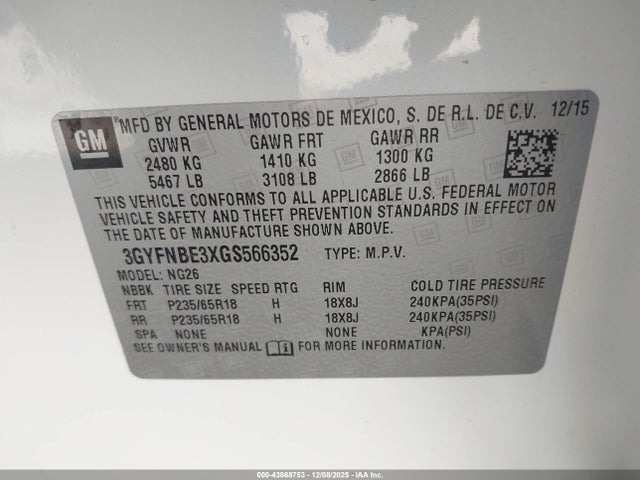 GM
MFD BY GENERAL MOTORS DE MEXICO, S. DE R.L. DE C.V. 12/15
GVWR GAWR FRT GAWR RR
2480 KG 1410 KG 1300 KG
5467 LB 3108 LB 2866 LB
THIS VEHICLE CONFORMS TO ALL APPLICABLE U.S. FEDERAL MOTOR
VEHICLE SAFETY AND THEFT PREVENTION STANDARDS IN EFFECT ON
THE DATE OF MANUFACTURE SHOWN ABOVE.
3GYFNBE3XGS566352 TYPE: M.P.V.
MODEL: NG26
NBBK TIRE SIZE SPEED RTG RIM COLD TIRE PRESSURE
FRT P235/65R18 H 18X8J 240KPA(35PSI)
RR P235/65R18 H 18X8J 240KPA(35PSI)
SPA NONE NONE KPA(PSI)
SEE OWNER'S MANUAL FOR MORE INFORMATION.
000-43868753 12/08/2025 IAA Inc.